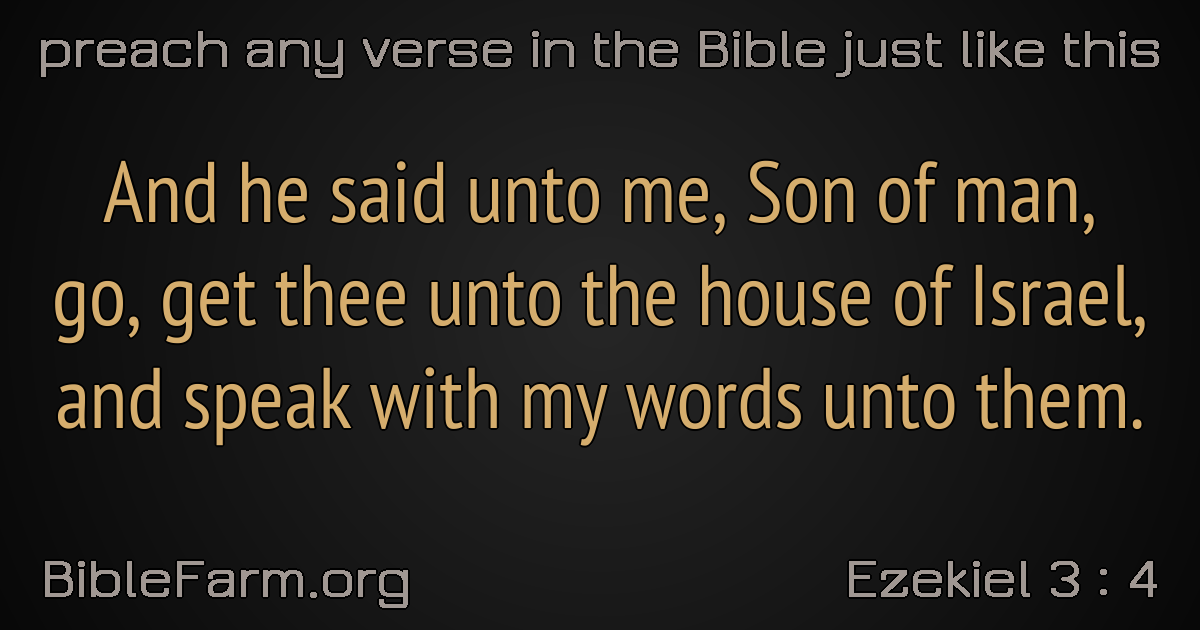 preach any verse in the Bible just like this
And he said unto me, Son of man,
go, get thee unto the house of Israel,
and speak with my words unto them.
BibleFarm.org
Ezekiel 3 : 4